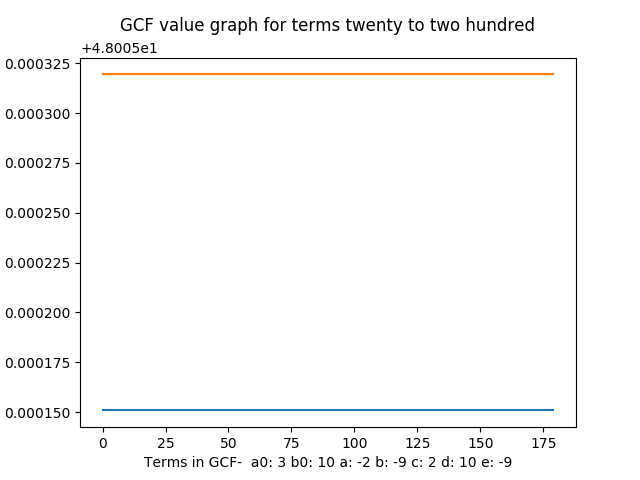 GCF value graph for terms twenty to two hundred
+4.8005e1
0.000325
0.000300
0.000275
0.000250
0.000225
0.000200
0.000175
0.000150
0 25 50 75 100 125 150 175
Terms in GCF-  a0: 3 b0: 10 a: -2 b: -9 c: 2 d: 10 e: -9